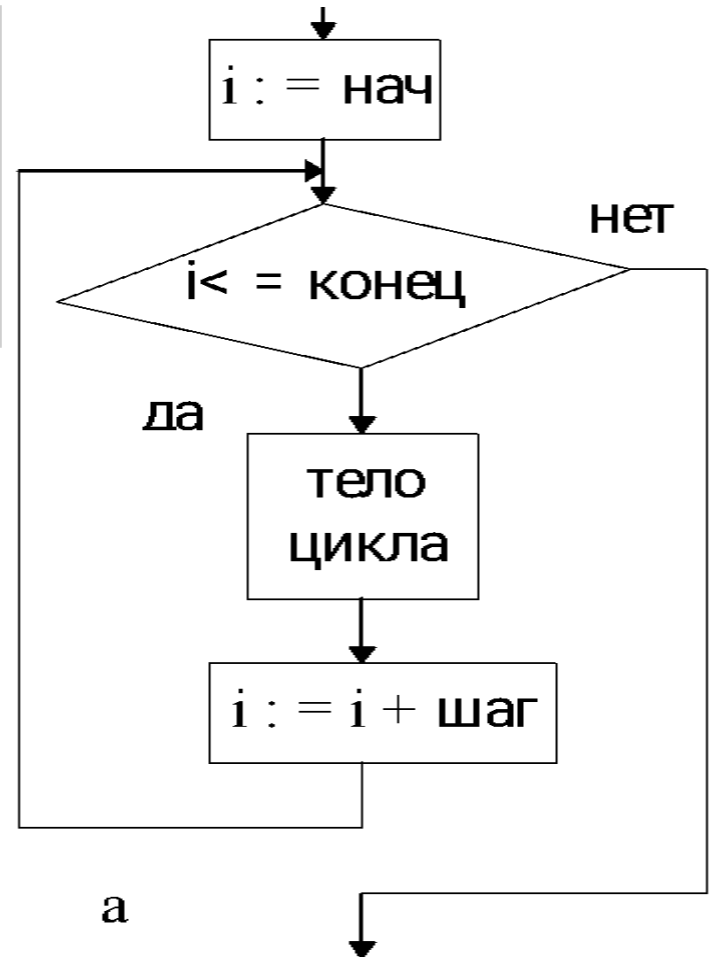 i : = нач
нет
i< = конец
да
тело
цикла
i : = i + шаг
а